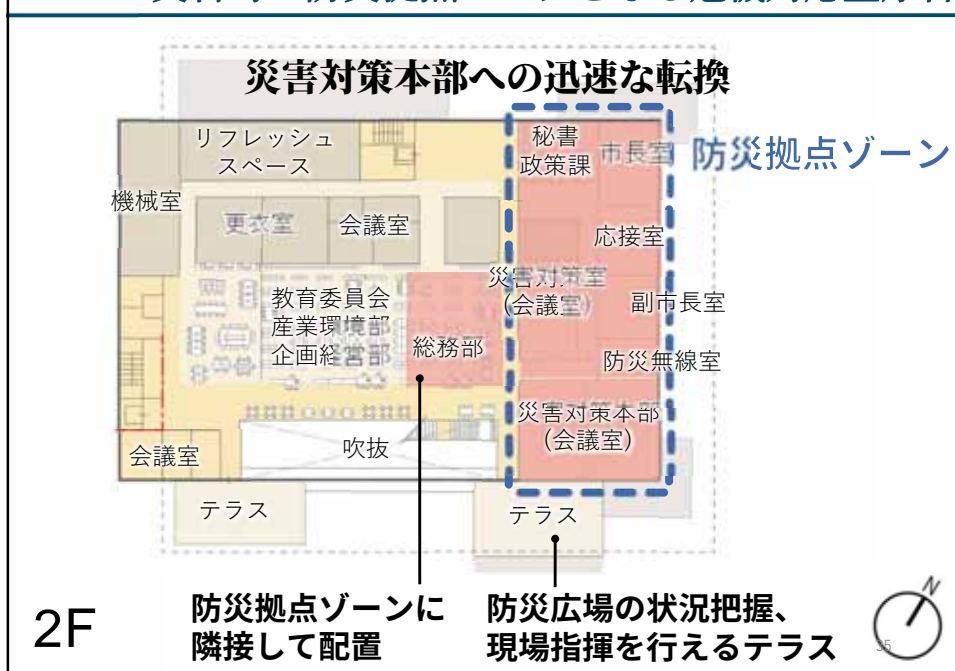 災害対策本部への迅速な転換
リフレッシュ
スペース
秘書
政策課
市長室
防災拠点ゾーン
機械室
更衣室
会議室
応接室
災害対策室
(会議室)
教育委員会
産業環境部
企画経営部
総務部
副市長室
防災無線室
災害対策本部
(会議室)
吹抜
会議室
テラス
テラス
2F
防災拠点ゾーンに
隣接して配置
防災広場の状況把握、
現場指揮を行えるテラス
N
35